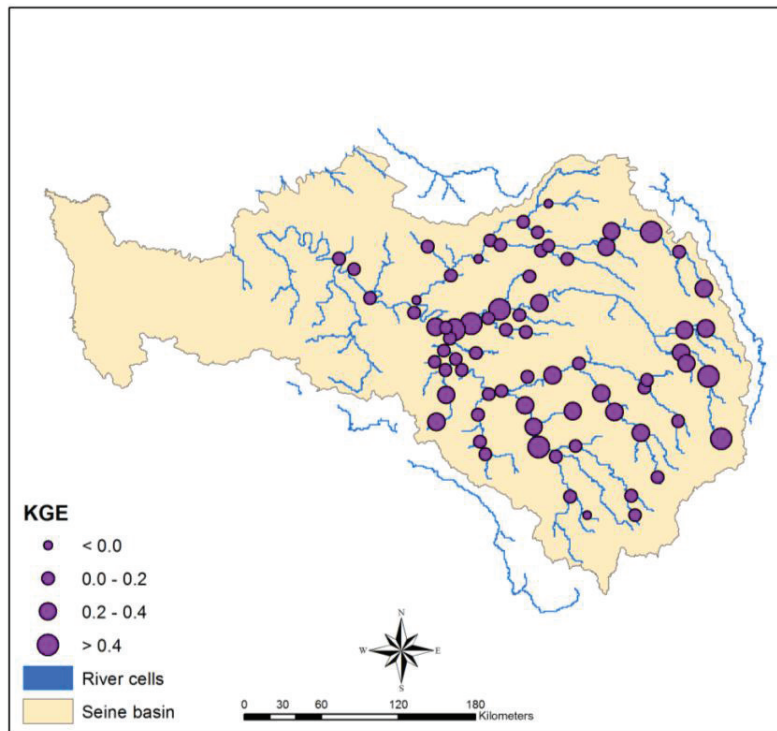 KGE
< 0.0
0.0 - 0.2
0.2 - 0.4
> 0.4
River cells
Seine basin
N
W
E
S
0 30 60 120 180
Kilometers